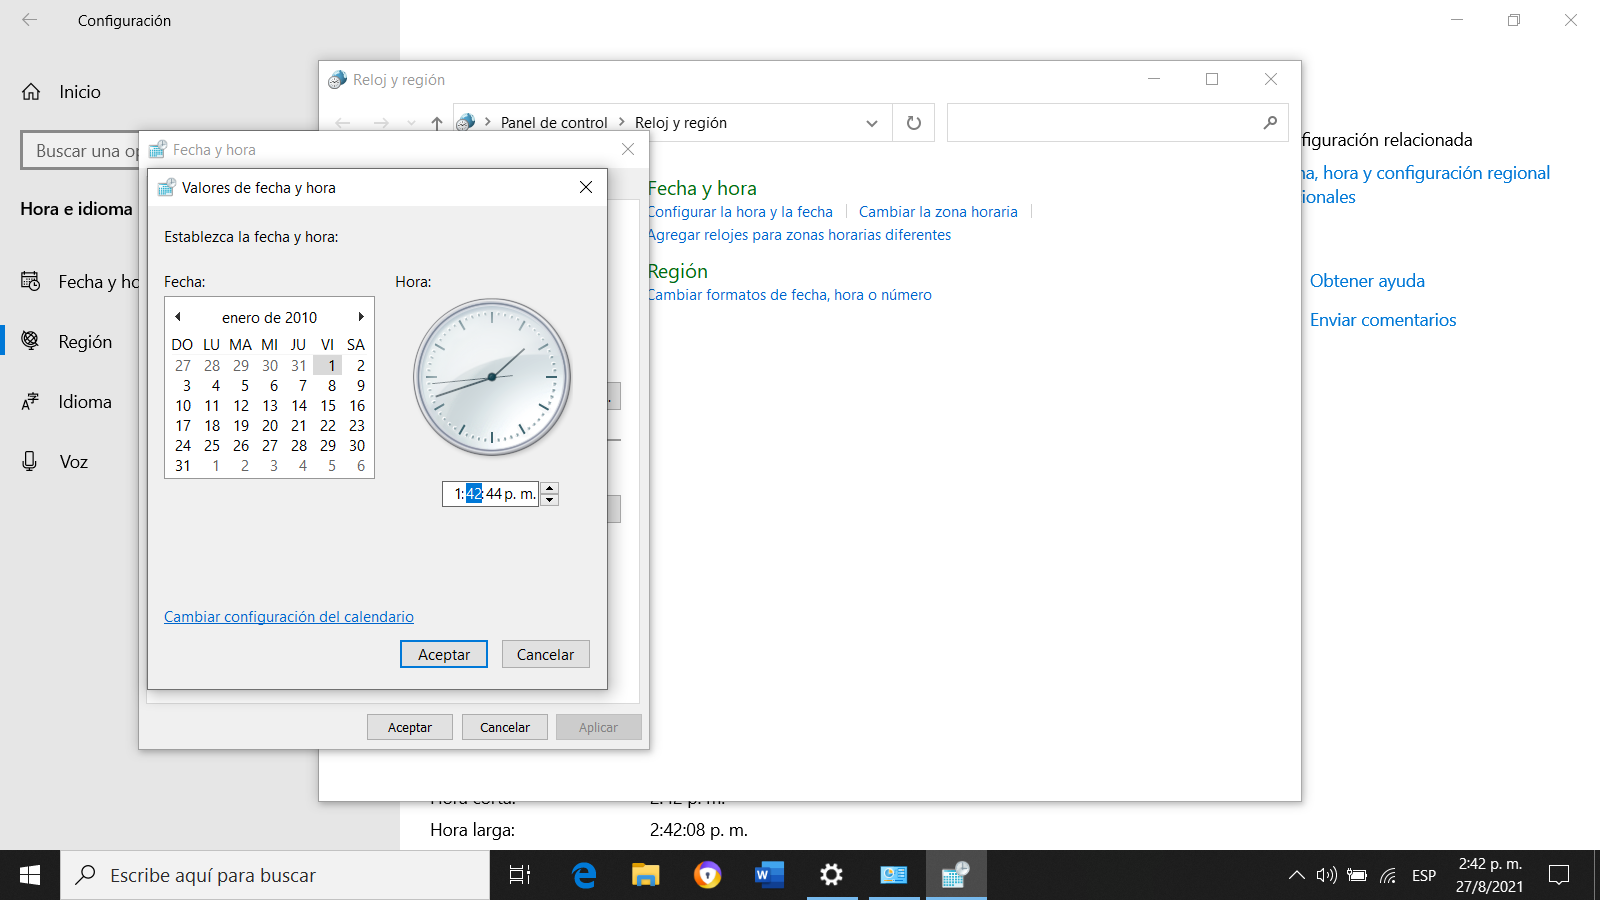 Configuración
Inicio
Buscar una op
Hora e idioma
Fecha y ho
Región
Idioma
Voz
Reloj y región
Panel de control
Reloj y región
Fecha y hora
Configurar la hora y la fecha
Cambiar la zona horaria
Agregar relojes para zonas horarias diferentes
Región
Cambiar formatos de fecha, hora o número
figuración relacionada
na, hora y configuración regional
ionales
Obtener ayuda
Enviar comentarios
Fecha y hora
Valores de fecha y hora
Establezca la fecha y hora:
Fecha:
Hora:
enero de 2010
DO LU MA MI JU VI SA
27 28 29 30 31 1 2
3 4 5 6 7 8 9
10 11 12 13 14 15 16
17 18 19 20 21 22 23
24 25 26 27 28 29 30
31 1 2 3 4 5 6
1:42:44 p. m.
Cambiar configuración del calendario
Aceptar
Cancelar
Aceptar
Cancelar
Aplicar
Hora corta:
2:42 p. m.
Hora larga:
2:42:08 p. m.
Escribe aquí para buscar
ESP
2:42 p. m.
27/8/2021